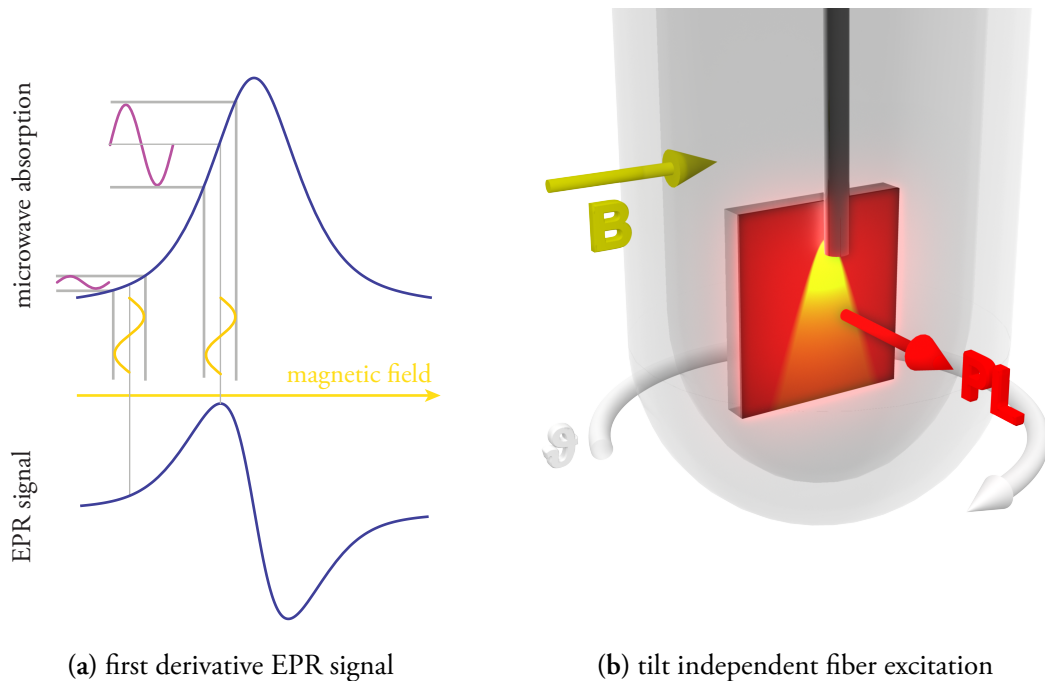 microwave absorption
magnetic field
EPR signal
B
PL
ϑ
(a) first derivative EPR signal
(b) tilt independent fiber excitation